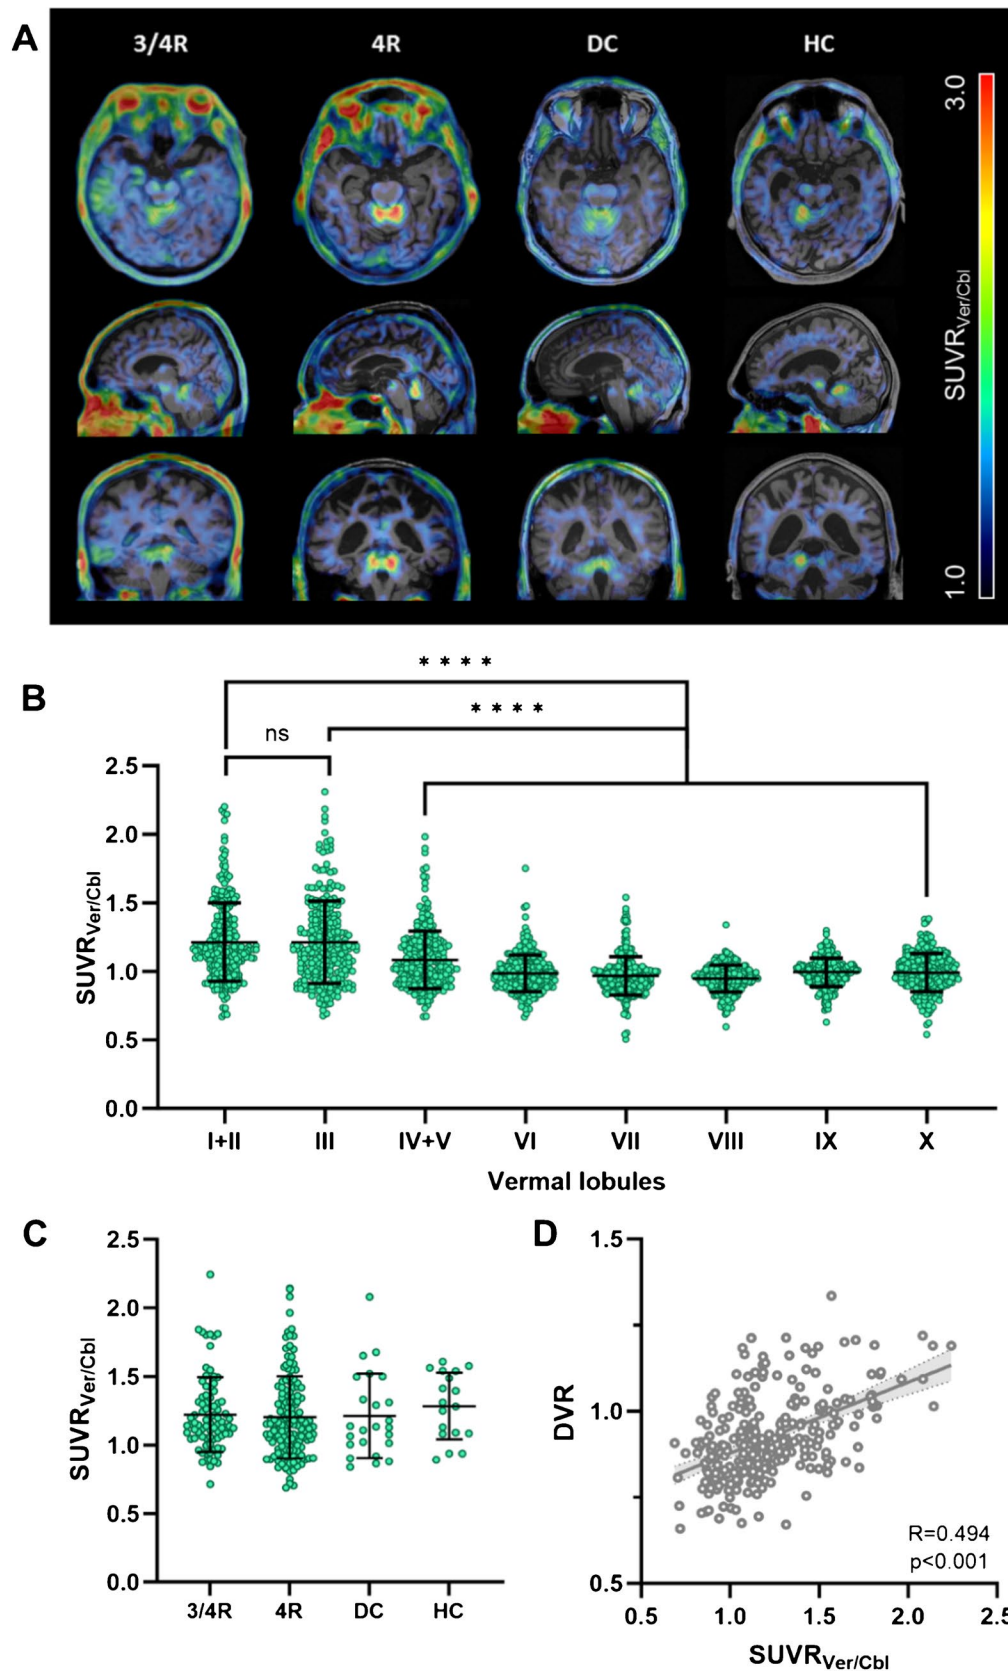 A
3/4R 4R DC HC
3.0
SUVRVer/Cbl
1.0
B
* * * *
* * * *
ns
2.5
2.0
1.5
1.0
0.5
0.0
SUVRVer/Cbl
I+II III IV+V VI VII VIII IX X
Vermal lobules
C
2.5
2.0
1.5
1.0
0.5
0.0
SUVRVer/Cbl
3/4R 4R DC HC
D
1.5
1.0
0.5
DVR
R=0.494
p<0.001
0.5 1.0 1.5 2.0 2.5
SUVRVer/Cbl